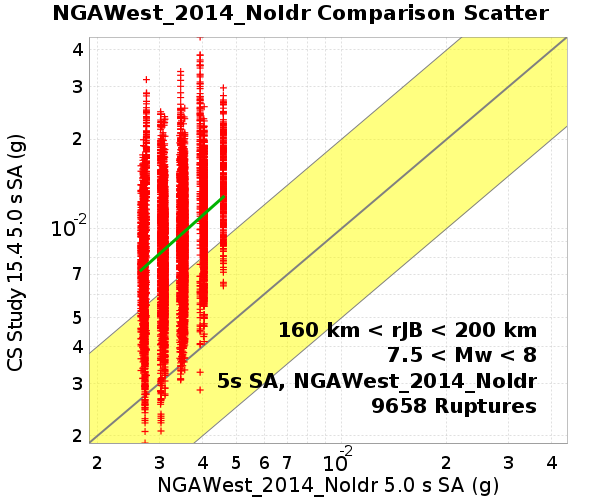 NGAWest_2014_NoIdr Comparison Scatter
CS Study 15.4 5.0 s SA (g)
4
3
2
10-2
7
5
4
3
2
160 km < rJB < 200 km
7.5 < Mw < 8
5s SA, NGAWest_2014_NoIdr
9658 Ruptures
2 3 4 5 6 7 10-2 2 3 4
NGAWest_2014_NoIdr 5.0 s SA (g)